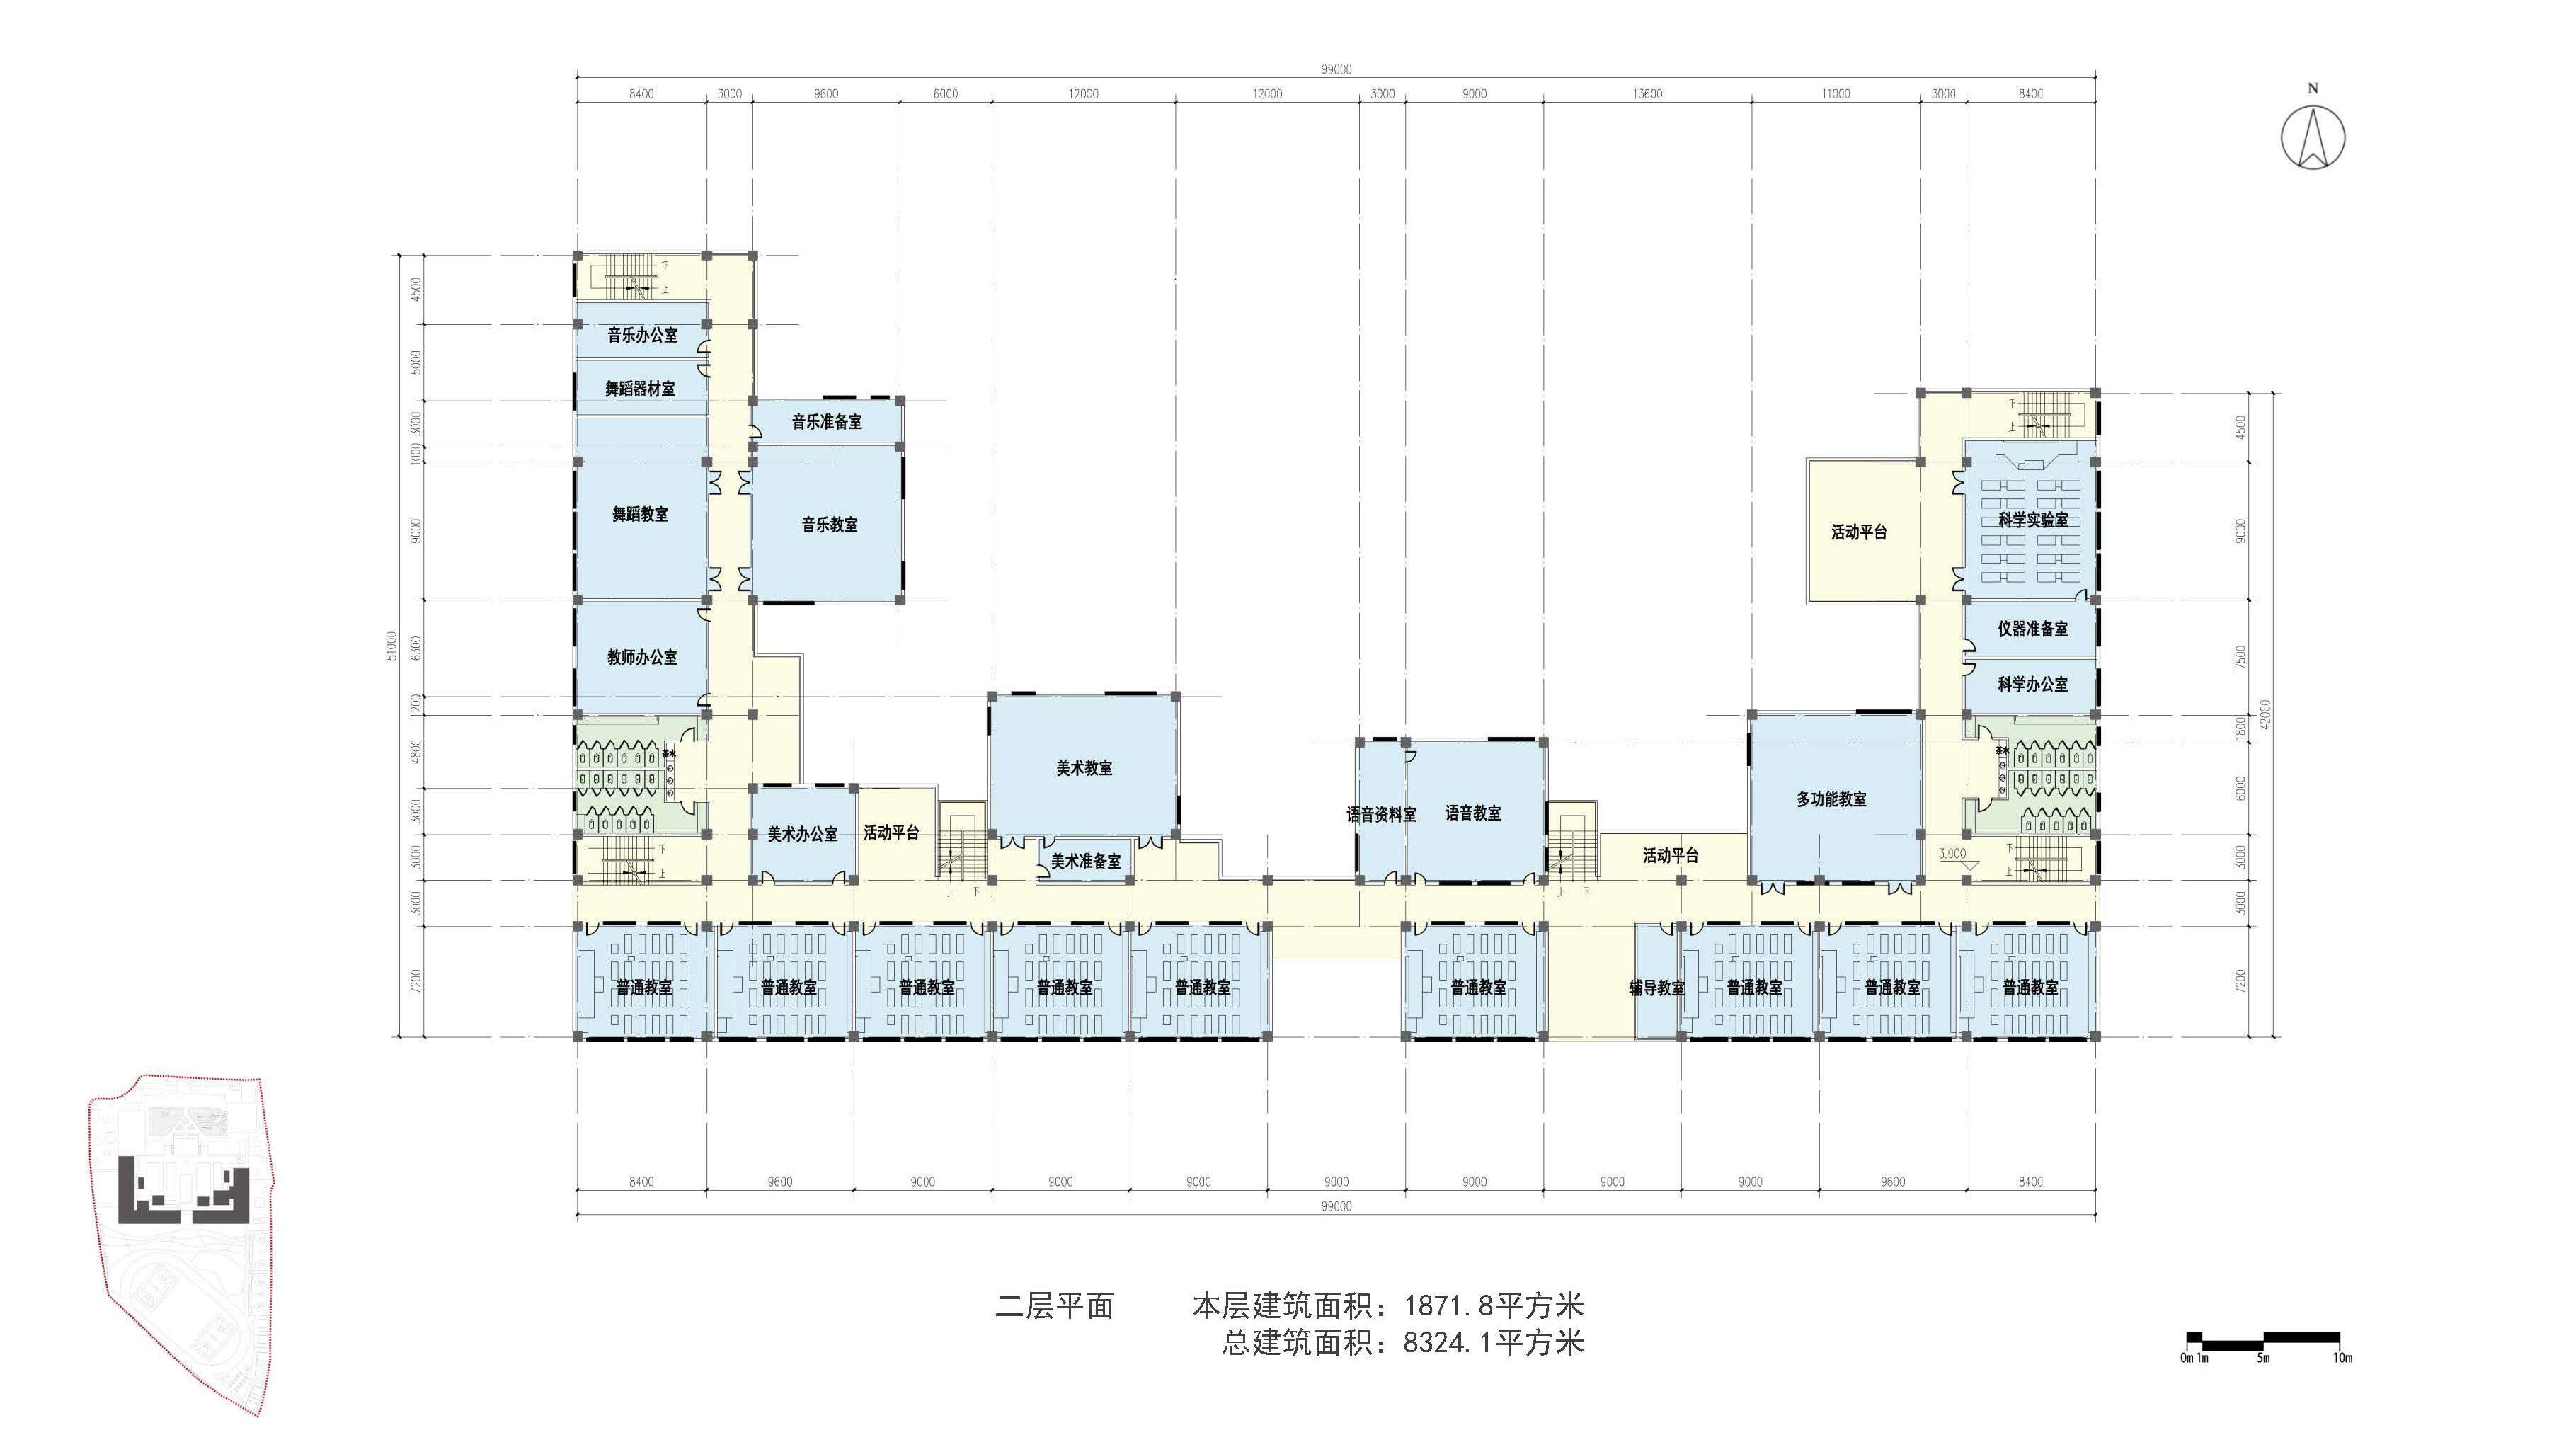 99000
8400 3000 9600 6000 12000 12000 3000 9000 13600 11000 3000 8400
N
下
上
4500
音乐办公室
5000
舞蹈器材室
下
上
3000
音乐准备室
4500
1000
舞蹈教室
音乐教室
活动平台
科学实验室
9000
9000
仪器准备室
51000
6300
教师办公室
7500
科学办公室
1200
42000
1800
茶水
茶水
4800
美术教室
6000
多功能教室
3000
语音资料室
语音教室
美术办公室
活动平台
下
上
3000
美术准备室
活动平台
3.900
下
上
3000
上 下
上 下
3000
3000
普通教室 普通教室 普通教室 普通教室 普通教室 普通教室 辅导教室 普通教室 普通教室 普通教室
7200
7200
8400 9600 9000 9000 9000 9000 9000 9000 9000 9600 8400
99000
二层平面 本层建筑面积：1871.8平方米
总建筑面积：8324.1平方米
0m 1m 5m 10m